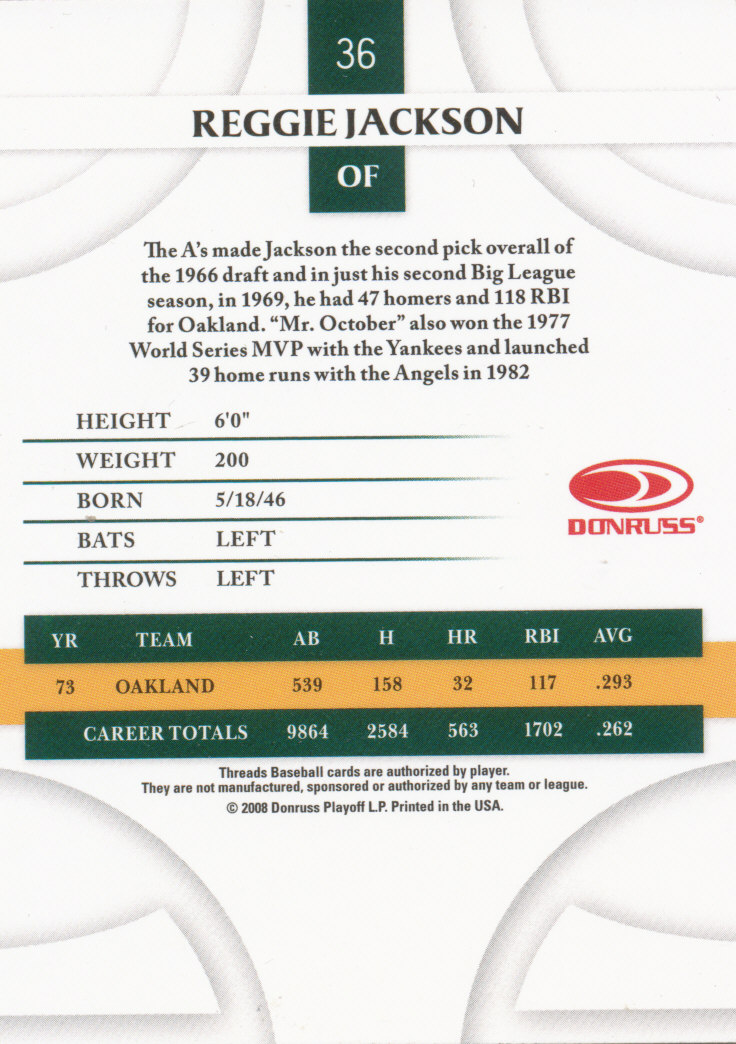 36
REGGIE JACKSON
OF
The A's made Jackson the second pick overall of
the 1966 draft and in just his second Big League
season, in 1969, he had 47 homers and 118 RBI
for Oakland. “Mr. October” also won the 1977
World Series MVP with the Yankees and launched
39 home runs with the Angels in 1982
HEIGHT 6'0"
WEIGHT 200
BORN 5/18/46
BATS LEFT
THROWS LEFT
DONRUSS®
YR TEAM AB H HR RBI AVG
73 OAKLAND 539 158 32 117 .293
CAREER TOTALS 9864 2584 563 1702 .262
Threads Baseball cards are authorized by player.
They are not manufactured, sponsored or authorized by any team or league.
© 2008 Donruss Playoff L.P. Printed in the USA.